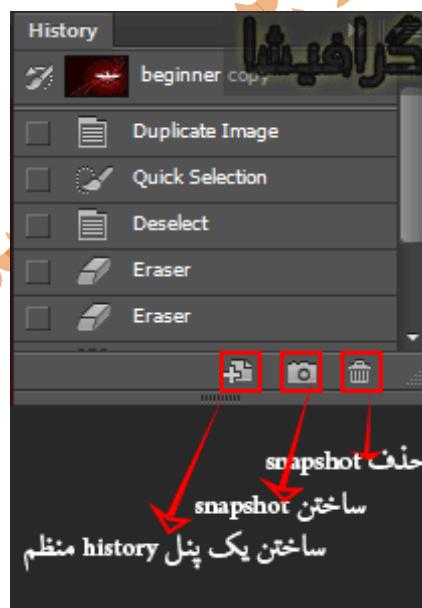 History
گرافیشا
beginner copy
Duplicate Image
Quick Selection
Deselect
Eraser
Eraser
حذف snapshot
ساختن snapshot
ساختن یک پنل history منظم